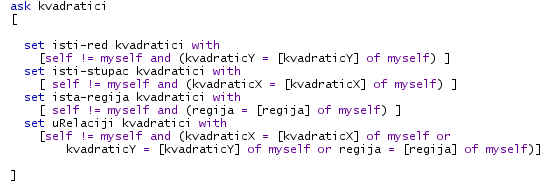 ask kvadratici
[
set isti-red kvadratici with
[self != myself and (kvadraticY = [kvadraticY] of myself) ]
set isti-stupac kvadratici with
[ self != myself and (kvadraticX = [kvadraticX] of myself) ]
set ista-regija kvadratici with
[ self != myself and (regija = [regija] of myself) ]
set uRelaciji kvadratici with
[self != myself and (kvadraticX = [kvadraticX] of myself or
kvadraticY = [kvadraticY] of myself or regija = [regija] of myself)]
]